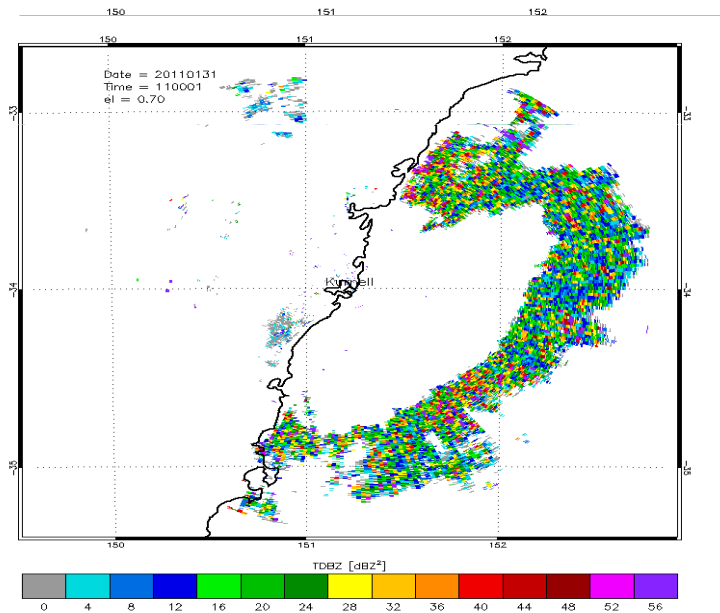 150 151 152
150 151 152
Date = 20110131
Time = 110001
el = 0.70
-33 -33
Kurnell
-34 -34
-35 -35
150 151 152
TDBZ [dBZ²]
0 4 8 12 16 20 24 28 32 36 40 44 48 52 56